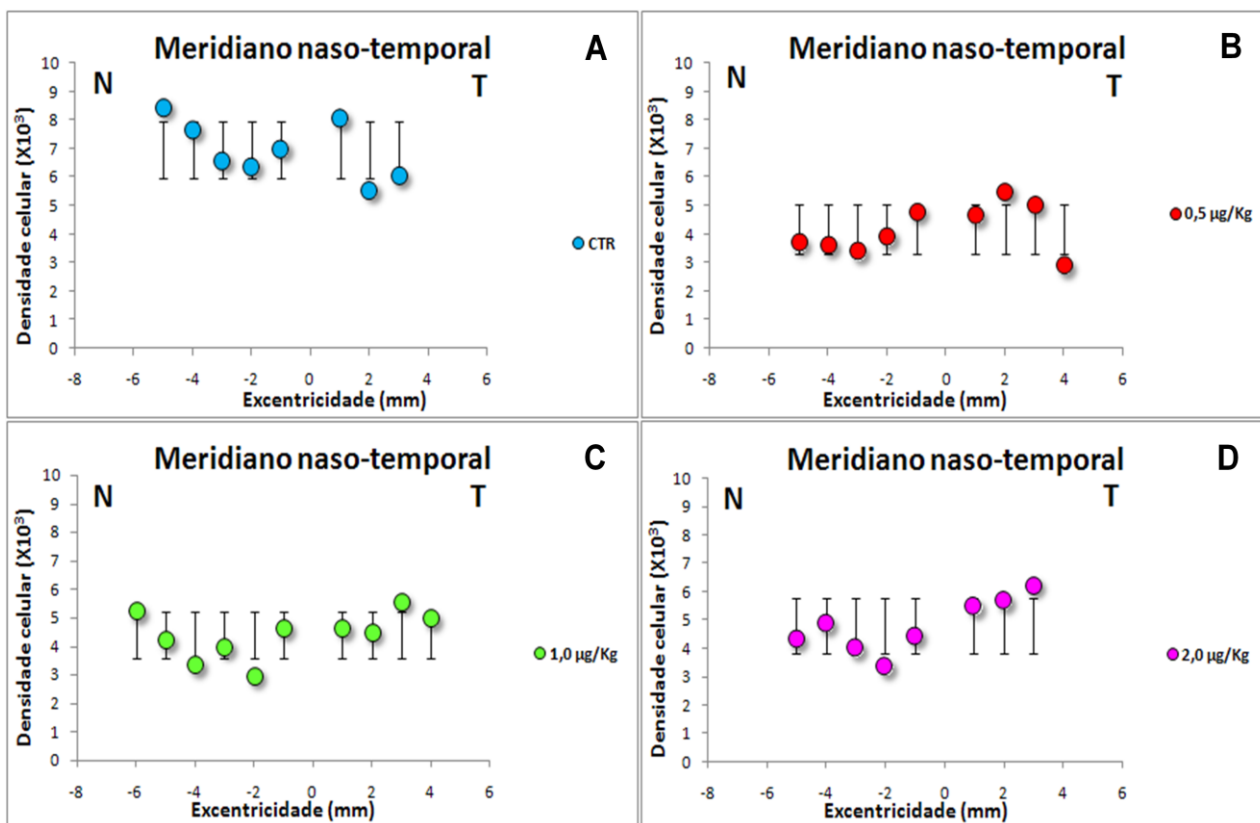 Meridiano naso-temporal
A
N
T
Densidade celular (X10³)
10
9
8
7
6
5
4
3
2
1
0
-8 -6 -4 -2 0 2 4 6
Excentricidade (mm)
CTR
Meridiano naso-temporal
B
N
T
Densidade celular (X10³)
10
9
8
7
6
5
4
3
2
1
0
-8 -6 -4 -2 0 2 4 6
Excentricidade (mm)
0,5 µg/Kg
Meridiano naso-temporal
C
N
T
Densidade celular (X10³)
10
9
8
7
6
5
4
3
2
1
0
-8 -6 -4 -2 0 2 4 6
Excentricidade (mm)
1,0 µg/Kg
Meridiano naso-temporal
D
N
T
Densidade celular (X10³)
10
9
8
7
6
5
4
3
2
1
0
-8 -6 -4 -2 0 2 4 6
Excentricidade (mm)
2,0 µg/Kg